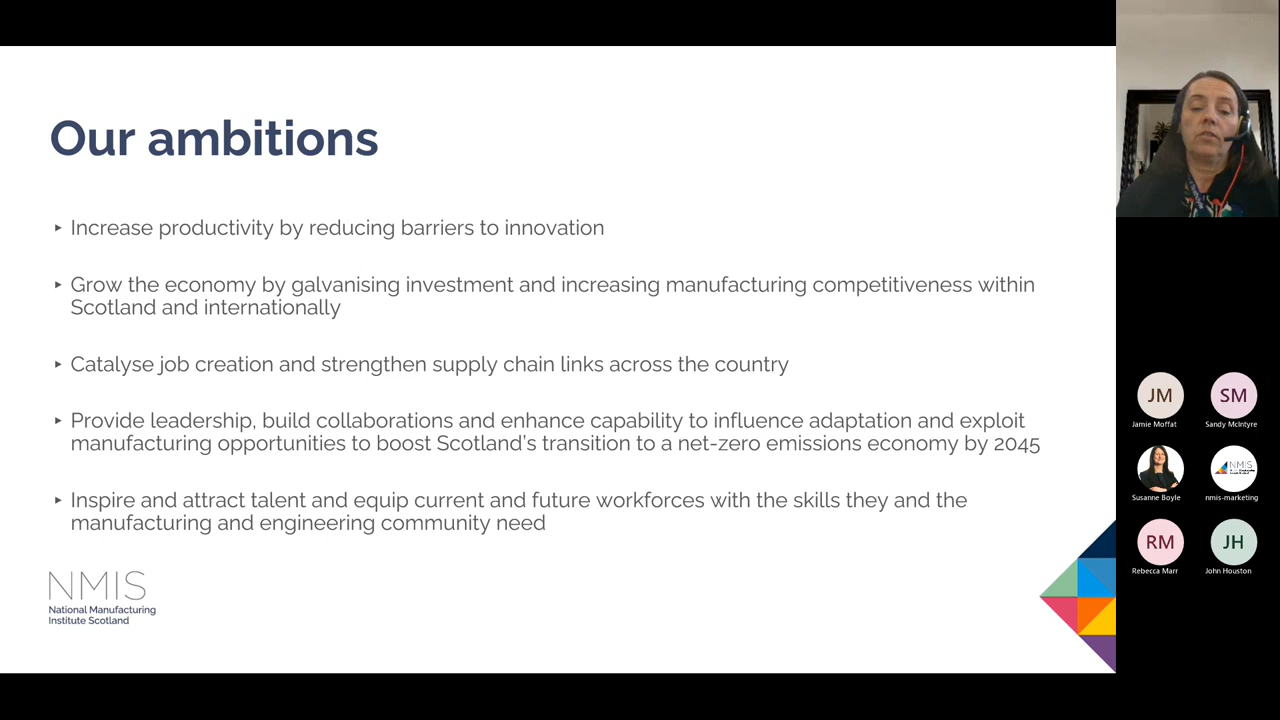 Our ambitions
‣ Increase productivity by reducing barriers to innovation
‣ Grow the economy by galvanising investment and increasing manufacturing competitiveness within
Scotland and internationally
‣ Catalyse job creation and strengthen supply chain links across the country
‣ Provide leadership, build collaborations and enhance capability to influence adaptation and exploit
manufacturing opportunities to boost Scotland's transition to a net-zero emissions economy by 2045
‣ Inspire and attract talent and equip current and future workforces with the skills they and the
manufacturing and engineering community need
NMIS
National Manufacturing
Institute Scotland
JM
Jamie Moffat
SM
Sandy McIntyre
Susanne Boyle
NMIS
nmis-marketing
RM
Rebecca Marr
JH
John Houston